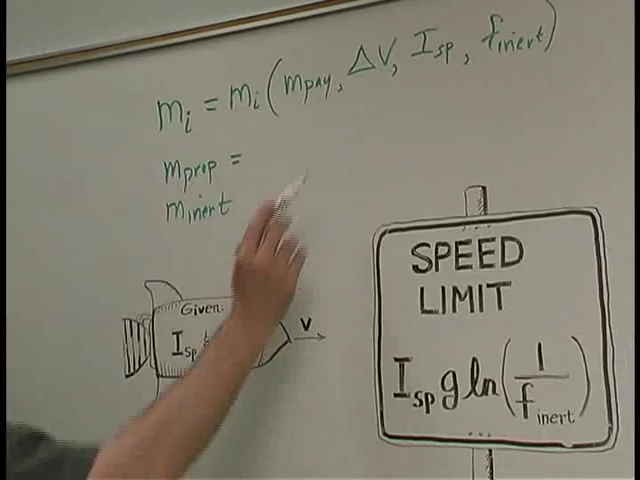 mi = mi (mpay, ΔV, Isp, finert)
mprop =
minert
Given:
Isp
V
SPEED
LIMIT
Isp g ln(1/finert)